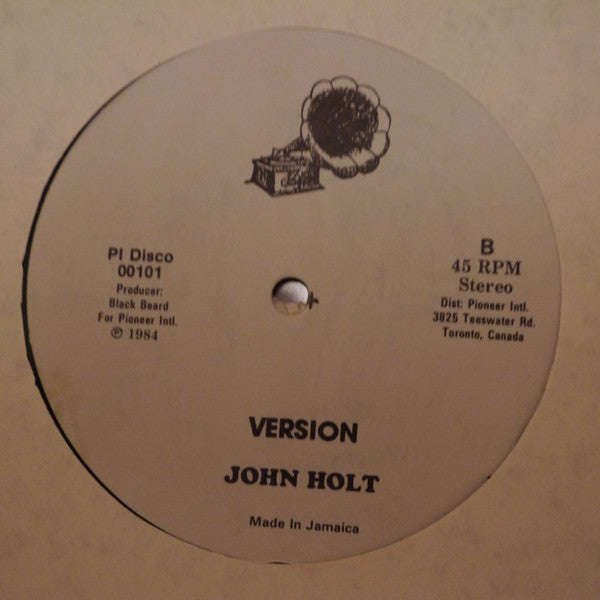 PI Disco
00101
Producer:
Black Beard
For Pioneer Intl.
℗ 1984
B
45 RPM
Stereo
Dist: Pioneer Intl.
3825 Teeswater Rd.
Toronto, Canada
VERSION
JOHN HOLT
Made In Jamaica